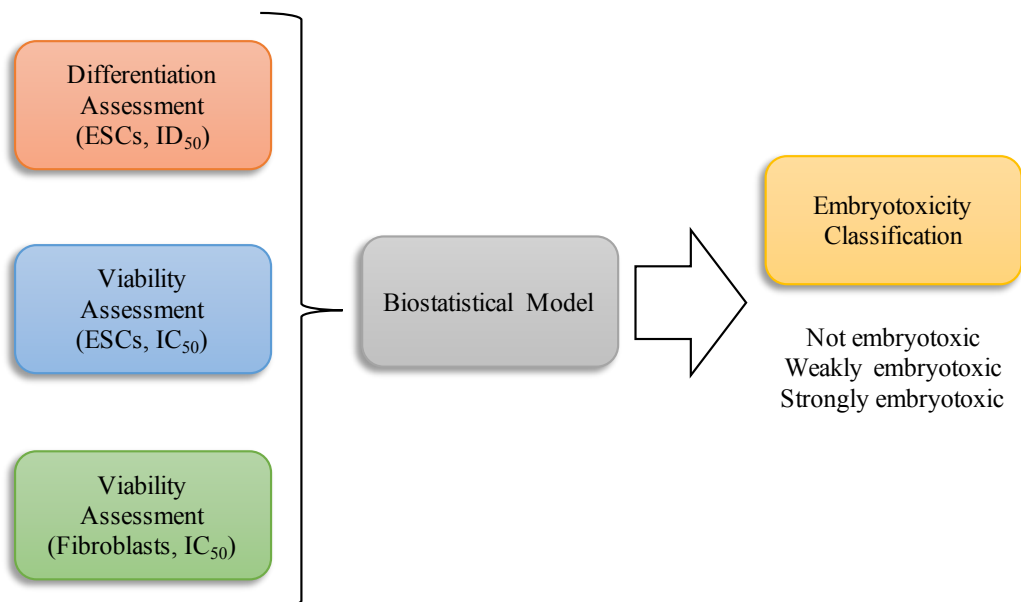 Differentiation
Assessment
(ESCs, ID₅₀)
Viability
Assessment
(ESCs, IC₅₀)
Viability
Assessment
(Fibroblasts, IC₅₀)
Biostatistical Model
Embryotoxicity
Classification
Not embryotoxic
Weakly embryotoxic
Strongly embryotoxic